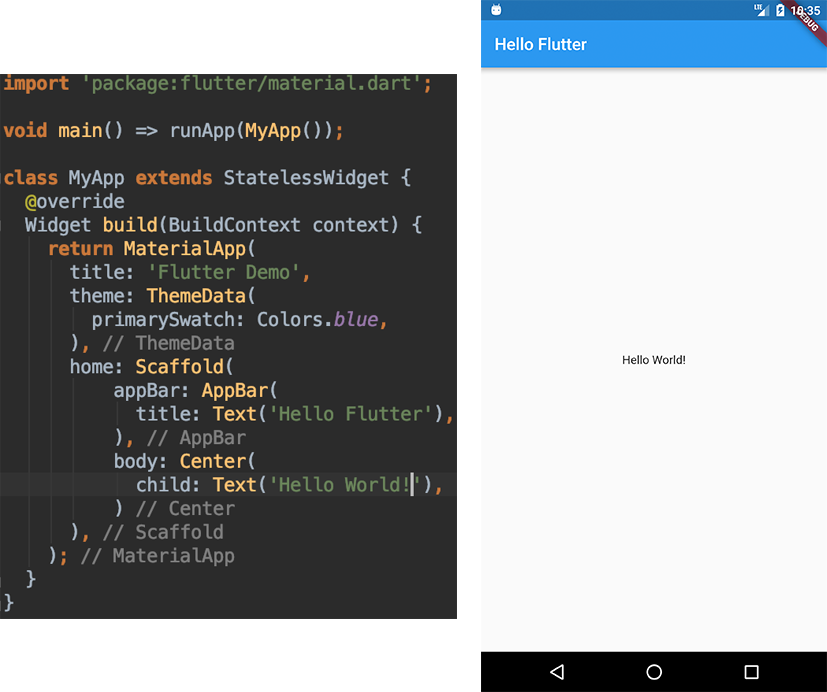 import 'package:flutter/material.dart';
void main() => runApp(MyApp());
class MyApp extends StatelessWidget {
@override
Widget build(BuildContext context) {
return MaterialApp(
title: 'Flutter Demo',
theme: ThemeData(
primarySwatch: Colors.blue,
), // ThemeData
home: Scaffold(
appBar: AppBar(
title: Text('Hello Flutter'),
), // AppBar
body: Center(
child: Text('Hello World!'),
) // Center
), // Scaffold
); // MaterialApp
}
}
LTE 10:35
DEBUG
Hello Flutter
Hello World!